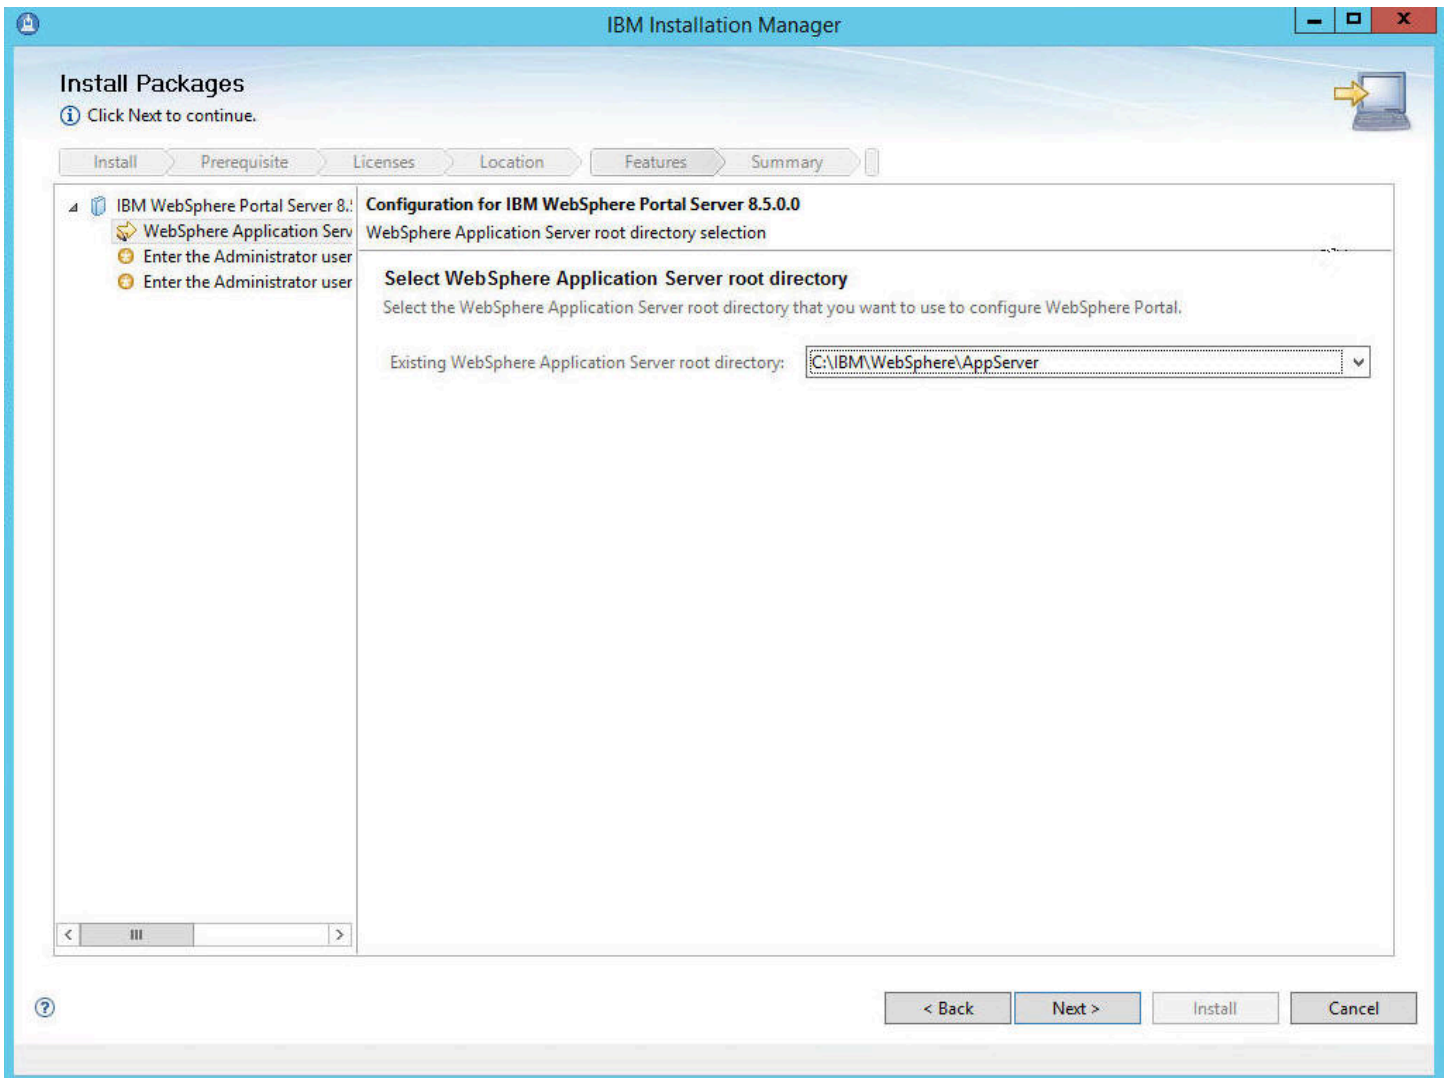 IBM Installation Manager
Install Packages
Click Next to continue.
Install Prerequisite Licenses Location Features Summary
IBM WebSphere Portal Server 8.
WebSphere Application Serv
Enter the Administrator user
Enter the Administrator user
Configuration for IBM WebSphere Portal Server 8.5.0.0
WebSphere Application Server root directory selection
Select WebSphere Application Server root directory
Select the WebSphere Application Server root directory that you want to use to configure WebSphere Portal.
Existing WebSphere Application Server root directory: C:\IBM\WebSphere\AppServer
< Back Next > Install Cancel